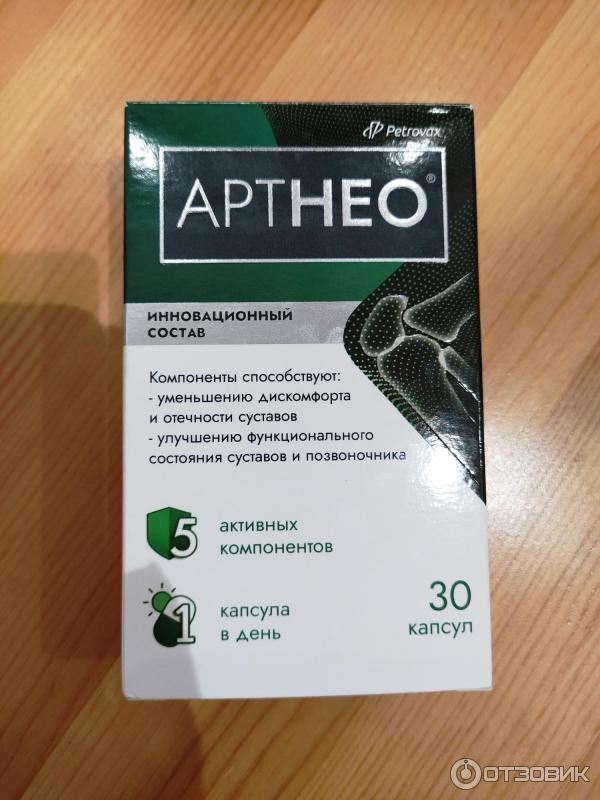 Petrovax
АРТНЕО®
ИННОВАЦИОННЫЙ
СОСТАВ
Компоненты способствуют:
- уменьшению дискомфорта
и отечности суставов
- улучшению функционального
состояния суставов и позвоночника
5 активных
компонентов
1 капсула
в день
30
капсул
ОТЗОВИК